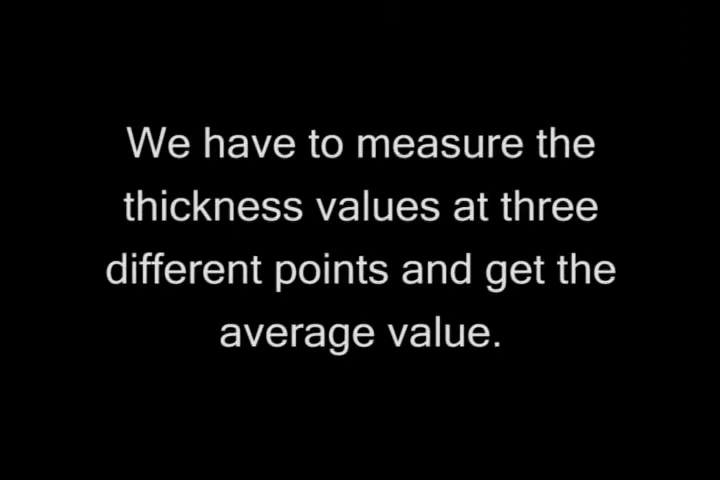 We have to measure the
thickness values at three
different points and get the
average value.